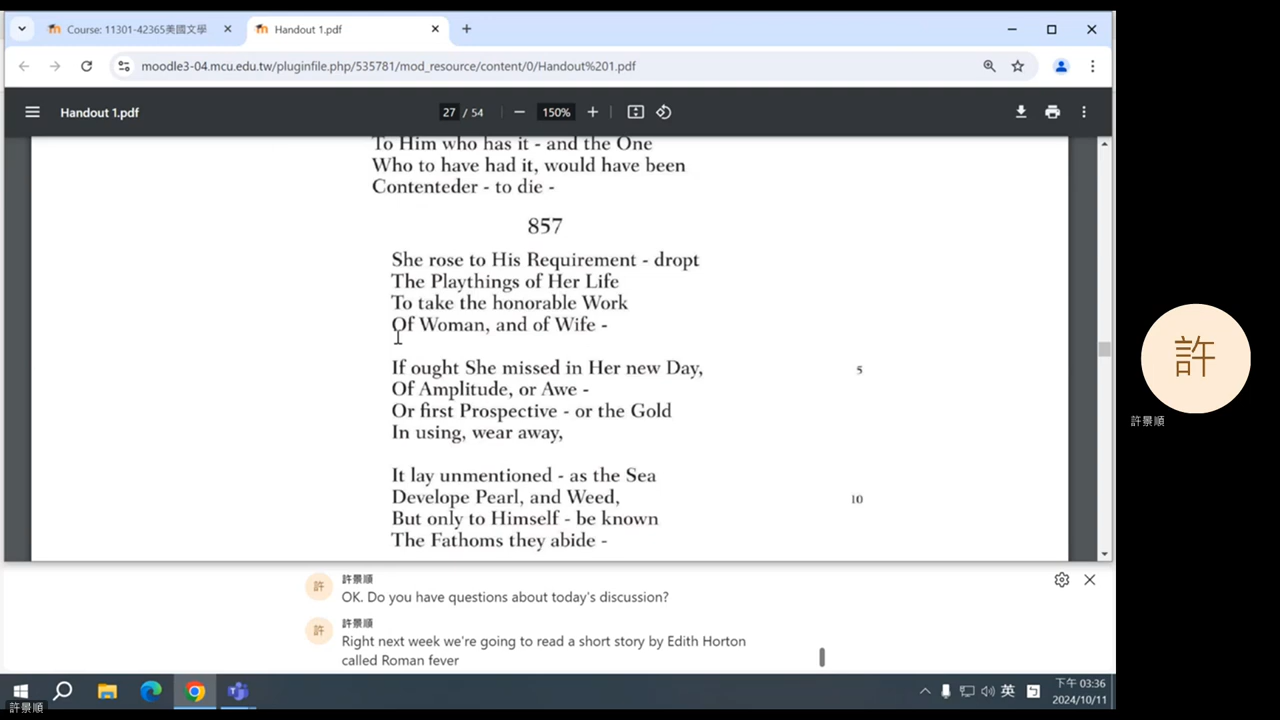 Course: 11301-42365美國文學
Handout 1.pdf
moodle3-04.mcu.edu.tw/pluginfile.php/535781/mod_resource/content/0/Handout%201.pdf
Handout 1.pdf
27 / 54
150%
To Him who has it - and the One
Who to have had it, would have been
Contenteder - to die -
857
She rose to His Requirement - dropt
The Playthings of Her Life
To take the honorable Work
Of Woman, and of Wife -
If ought She missed in Her new Day, 5
Of Amplitude, or Awe -
Or first Prospective - or the Gold
In using, wear away,
It lay unmentioned - as the Sea
Develope Pearl, and Weed, 10
But only to Himself - be known
The Fathoms they abide -
許
許景順
許
許景順
OK. Do you have questions about today's discussion?
許
許景順
Right next week we're going to read a short story by Edith Horton
called Roman fever
英
下午 03:36
2024/10/11
許景順